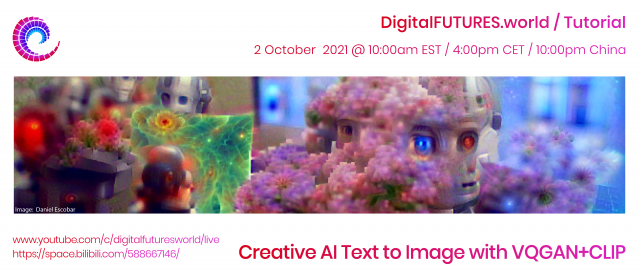 DigitalFUTURES.world / Tutorial
2 October 2021 @ 10:00am EST / 4:00pm CET / 10:00pm China
Image: Daniel Escobar
www.youtube.com/c/digitalfuturesworld/live
https://space.bilibili.com/588667146/
Creative AI Text to Image with VQGAN+CLIP